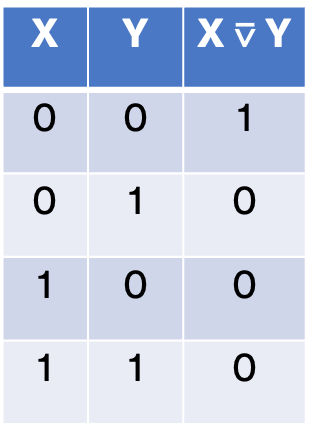 X Y X ⊽ Y
0 0 1
0 1 0
1 0 0
1 1 0